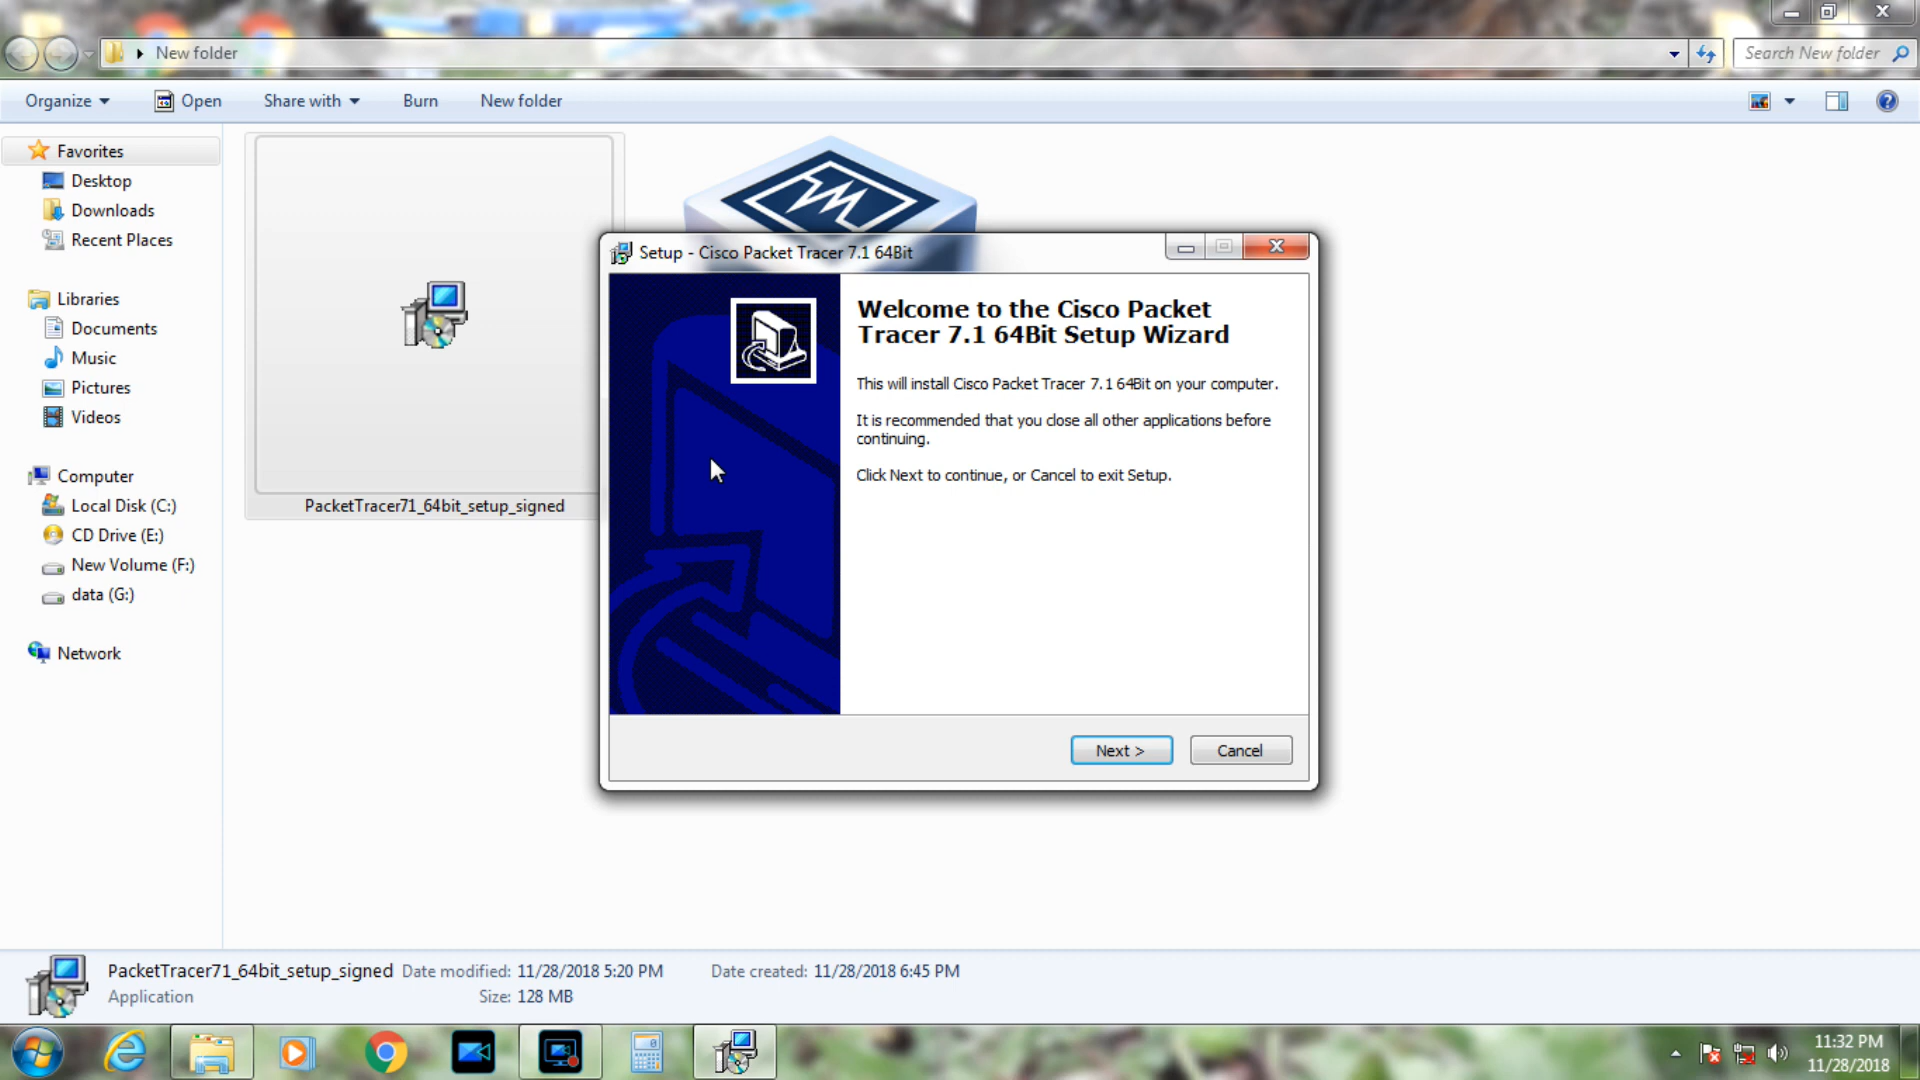 New folder
Search New folder
Organize
Open
Share with
Burn
New folder
Favorites
Desktop
Downloads
Recent Places
Libraries
Documents
Music
Pictures
Videos
Computer
Local Disk (C:)
CD Drive (E:)
New Volume (F:)
data (G:)
Network
PacketTracer71_64bit_setup_signed
Setup - Cisco Packet Tracer 7.1 64Bit
Welcome to the Cisco Packet
Tracer 7.1 64Bit Setup Wizard
This will install Cisco Packet Tracer 7.1 64Bit on your computer.
It is recommended that you close all other applications before
continuing.
Click Next to continue, or Cancel to exit Setup.
Next >
Cancel
PacketTracer71_64bit_setup_signed Date modified: 11/28/2018 5:20 PM Date created: 11/28/2018 6:45 PM
Application Size: 128 MB
11:32 PM
11/28/2018